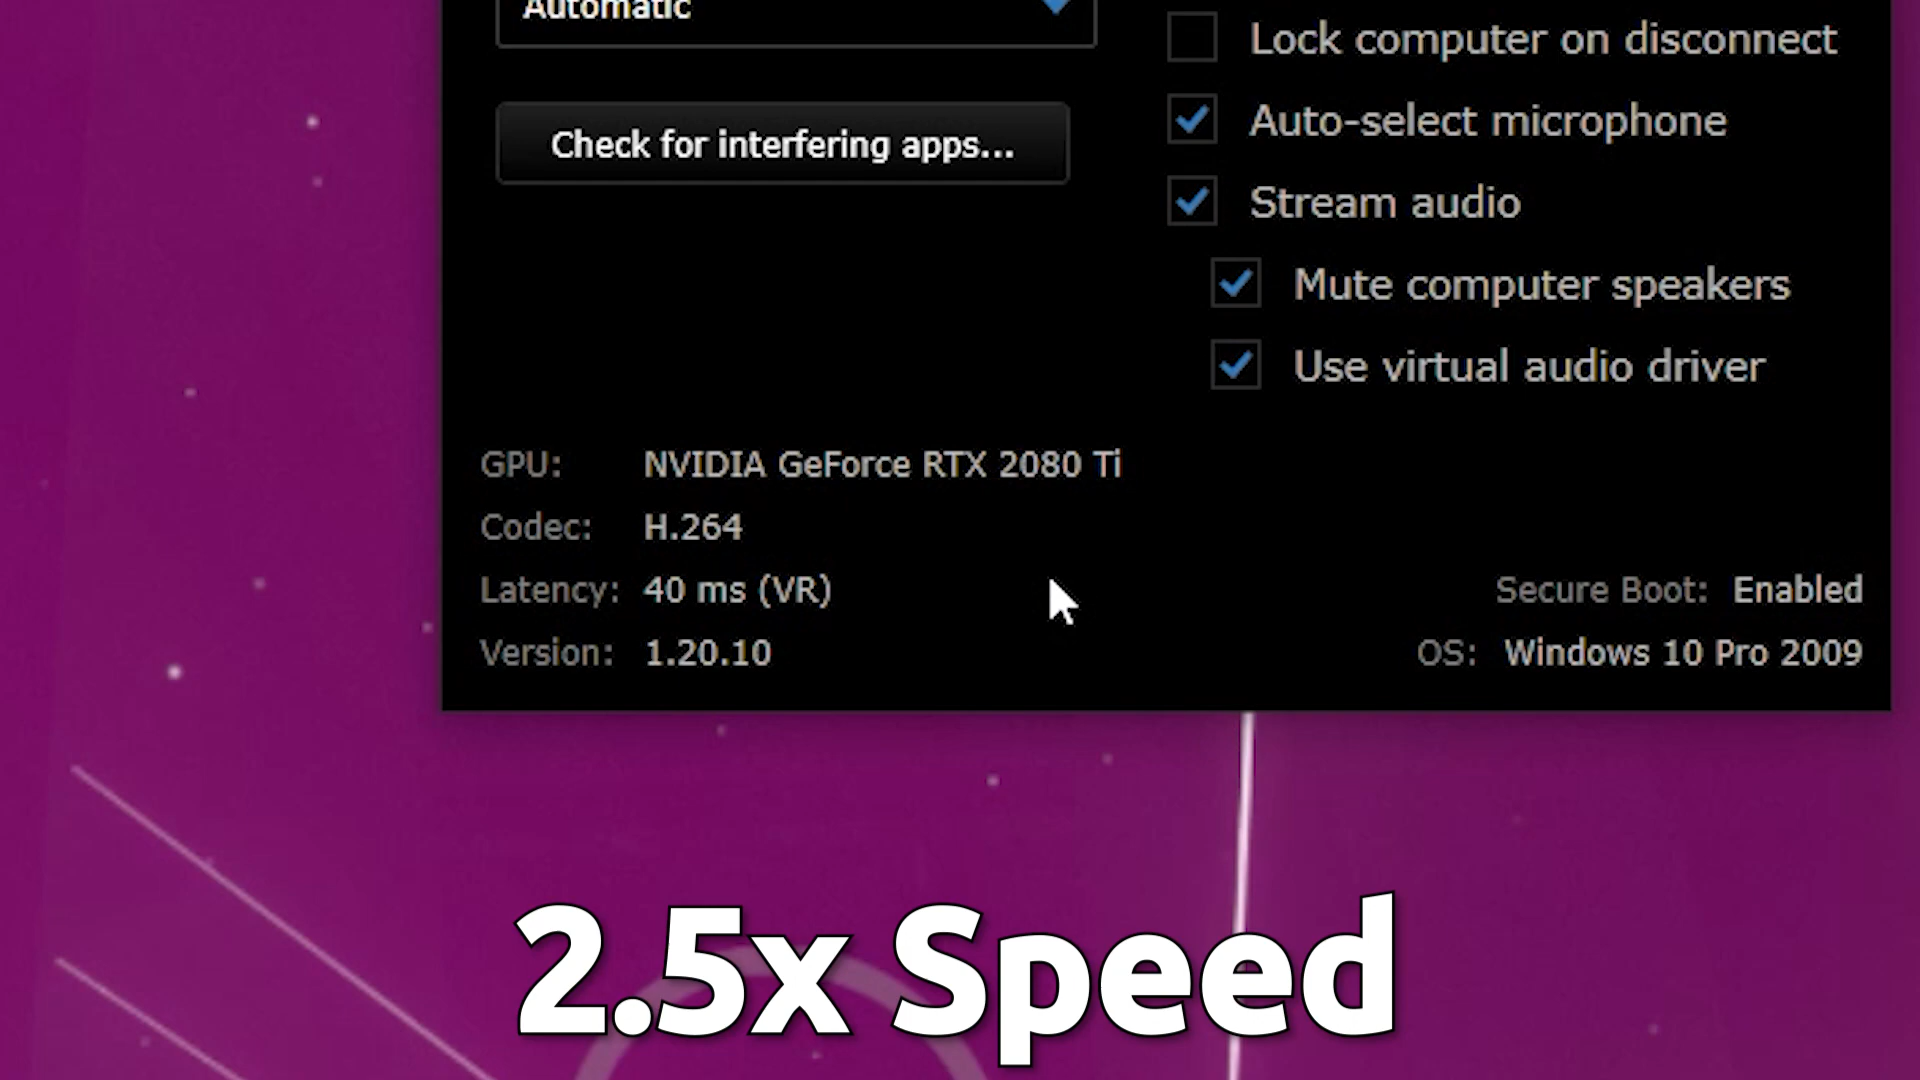 Automatic
Lock computer on disconnect
Check for interfering apps...
Auto-select microphone
Stream audio
Mute computer speakers
Use virtual audio driver
GPU: NVIDIA GeForce RTX 2080 Ti
Codec: H.264
Latency: 40 ms (VR)
Secure Boot: Enabled
Version: 1.20.10
OS: Windows 10 Pro 2009
2.5x Speed